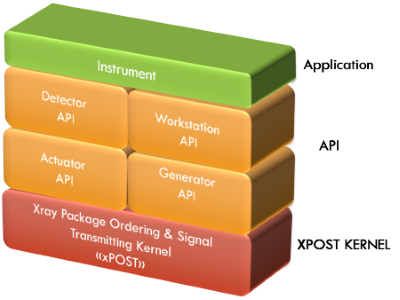 Instrument
Application
Detector
API
Workstation
API
API
Actuator
API
Generator
API
Xray Package Ordering & Signal
Transmitting Kernel
«xPOST»
XPOST KERNEL